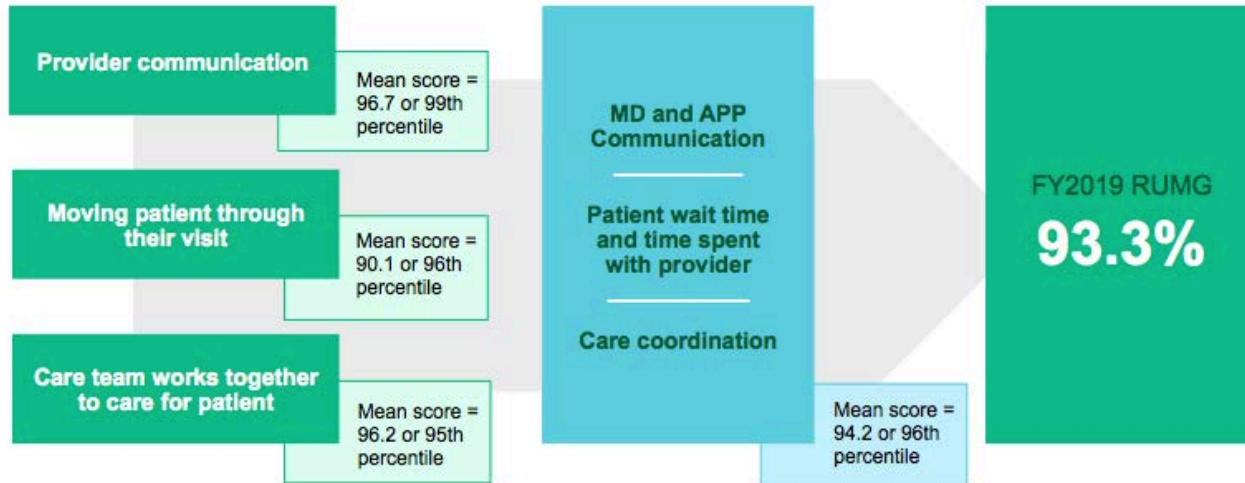 Provider communication
Mean score =
96.7 or 99th
percentile
Moving patient through
their visit
Mean score =
90.1 or 96th
percentile
Care team works together
to care for patient
Mean score =
96.2 or 95th
percentile
MD and APP
Communication
Patient wait time
and time spent
with provider
Care coordination
Mean score =
94.2 or 96th
percentile
FY2019 RUMG
93.3%